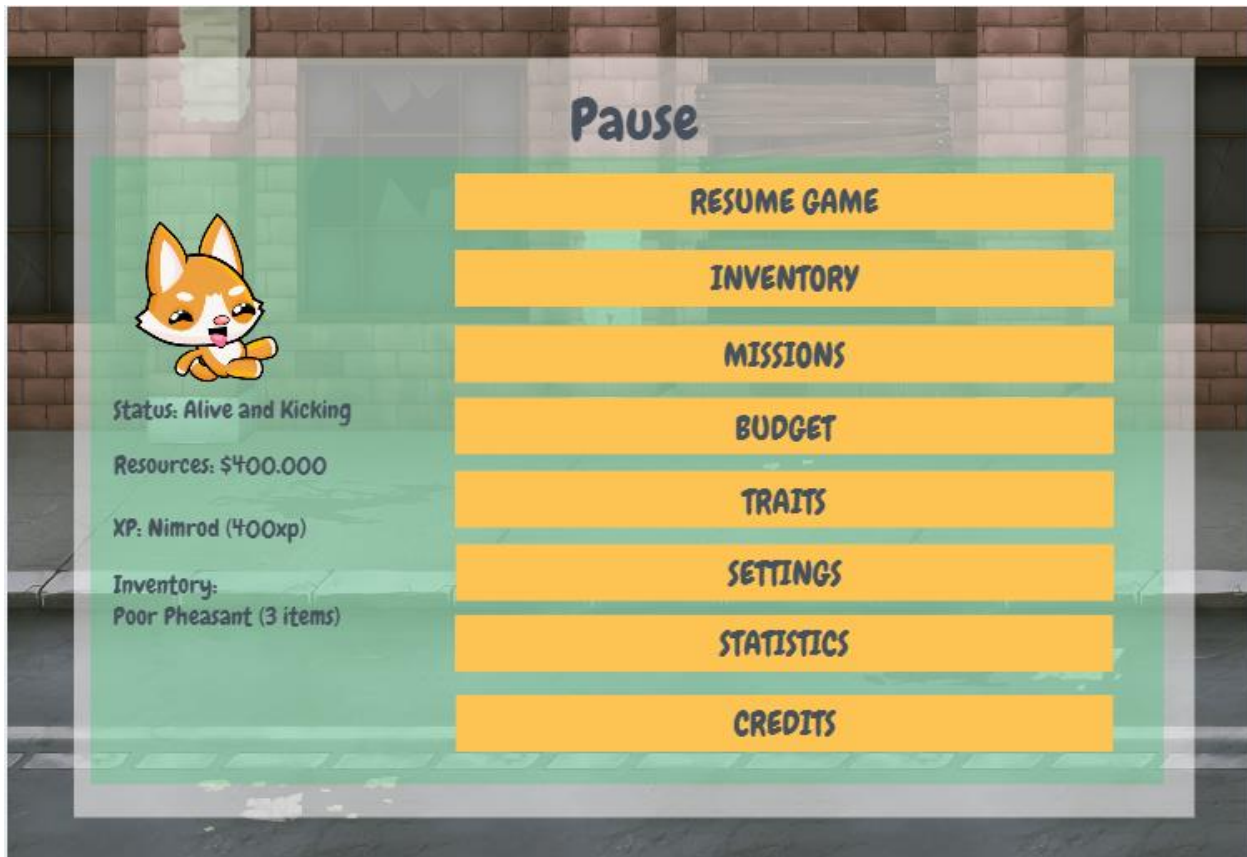 Pause
Status: Alive and Kicking
Resources: $400.000
XP: Nimrod (400xp)
Inventory:
Poor Pheasant (3 items)
RESUME GAME
INVENTORY
MISSIONS
BUDGET
TRAITS
SETTINGS
STATISTICS
CREDITS